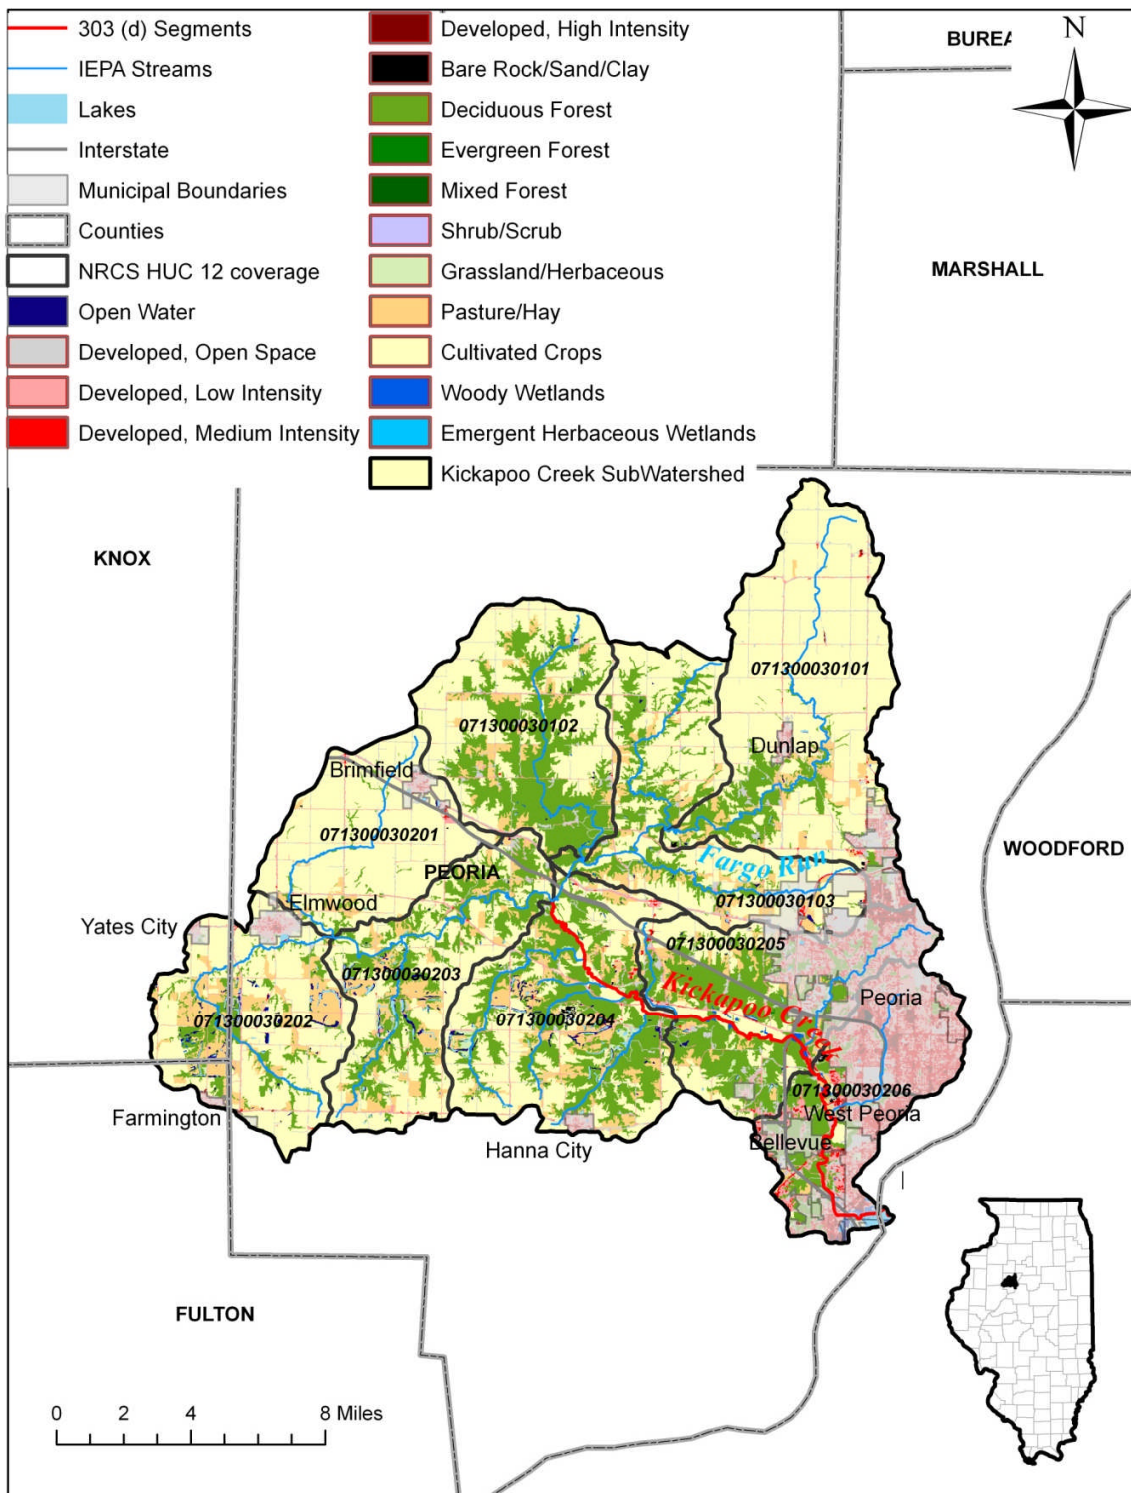 303 (d) Segments
IEPA Streams
Lakes
Interstate
Municipal Boundaries
Counties
NRCS HUC 12 coverage
Open Water
Developed, Open Space
Developed, Low Intensity
Developed, Medium Intensity
Developed, High Intensity
Bare Rock/Sand/Clay
Deciduous Forest
Evergreen Forest
Mixed Forest
Shrub/Scrub
Grassland/Herbaceous
Pasture/Hay
Cultivated Crops
Woody Wetlands
Emergent Herbaceous Wetlands
Kickapoo Creek SubWatershed
N
BUREA
MARSHALL
KNOX
071300030101
071300030102
Dunlap
Brimfield
071300030201
Fargo Run
WOODFORD
PEORIA
071300030103
Elmwood
Yates City
071300030205
071300030203
Kickapoo Creek
Peoria
071300030202
071300030204
071300030206
Farmington
West Peoria
Bellevue
Hanna City
FULTON
0 2 4 8 Miles